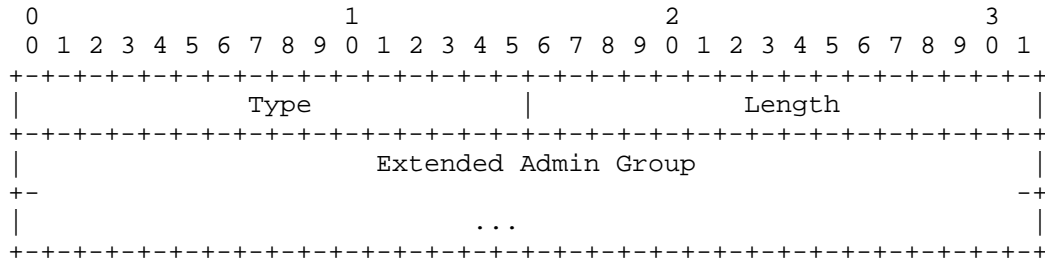 0                   1                   2                   3
 0 1 2 3 4 5 6 7 8 9 0 1 2 3 4 5 6 7 8 9 0 1 2 3 4 5 6 7 8 9 0 1
+-+-+-+-+-+-+-+-+-+-+-+-+-+-+-+-+-+-+-+-+-+-+-+-+-+-+-+-+-+-+-+-+
|              Type             |             Length            |
+-+-+-+-+-+-+-+-+-+-+-+-+-+-+-+-+-+-+-+-+-+-+-+-+-+-+-+-+-+-+-+-+
|                      Extended Admin Group                     |
+-                                                             -+
|                            ...                                |
+-+-+-+-+-+-+-+-+-+-+-+-+-+-+-+-+-+-+-+-+-+-+-+-+-+-+-+-+-+-+-+-+